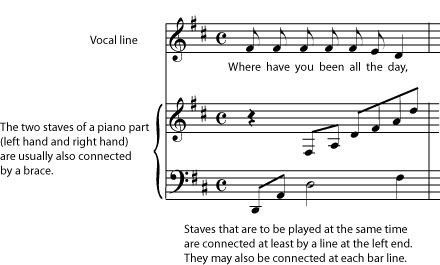 Vocal line
Where have you been all the day,
The two staves of a piano part
(left hand and right hand)
are usually also connected
by a brace.
Staves that are to be played at the same time
are connected at least by a line at the left end.
They may also be connected at each bar line.